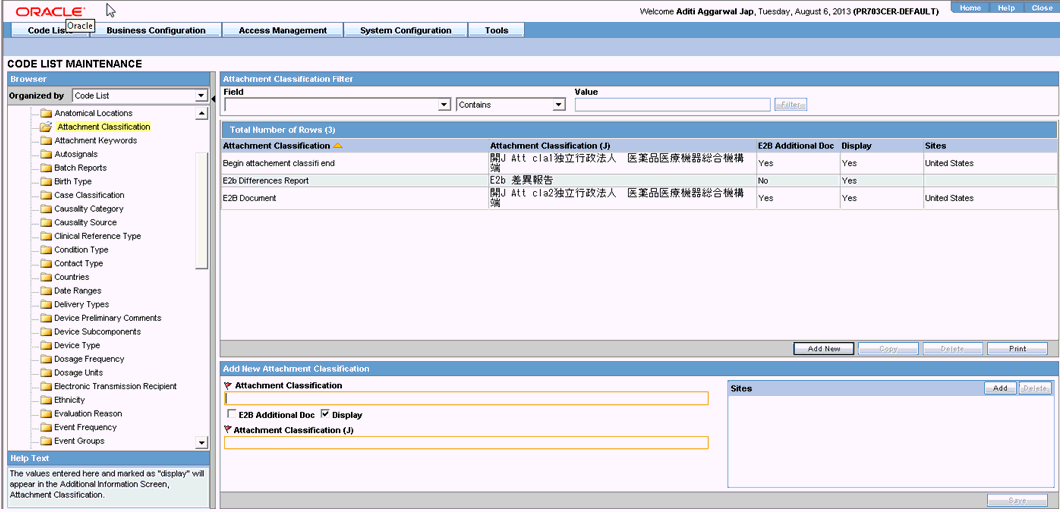 ORACLE
Oracle
Welcome Aditi Aggarwal Jap, Tuesday, August 6, 2013 (PR703CER-DEFAULT)
Home Help Close
Code Lists Business Configuration Access Management System Configuration Tools
CODE LIST MAINTENANCE
Browser
Organized by Code List
Anatomical Locations
Attachment Classification
Attachment Keywords
Autosignals
Batch Reports
Birth Type
Case Classification
Causality Category
Causality Source
Clinical Reference Type
Condition Type
Contact Type
Countries
Date Ranges
Delivery Types
Device Preliminary Comments
Device Subcomponents
Device Type
Dosage Frequency
Dosage Units
Electronic Transmission Recipient
Ethnicity
Evaluation Reason
Event Frequency
Event Groups
Help Text
The values entered here and marked as "display" will
appear in the Additional Information Screen,
Attachment Classification.
Attachment Classification Filter
Field Value
Contains Filter
Total Number of Rows (3)
Attachment Classification Attachment Classification (J) E2B Additional Doc Display Sites
Begin attachement classifi end 開J Att cla1独立行政法人　医薬品医療機器総合機構 Yes Yes United States
端
E2b Differences Report E2b 差異報告 No Yes
E2B Document 開J Att cla2独立行政法人　医薬品医療機器総合機構 Yes Yes United States
端
Add New Copy Delete Print
Add New Attachment Classification
Attachment Classification
E2B Additional Doc Display
Attachment Classification (J)
Sites Add Delete
Save